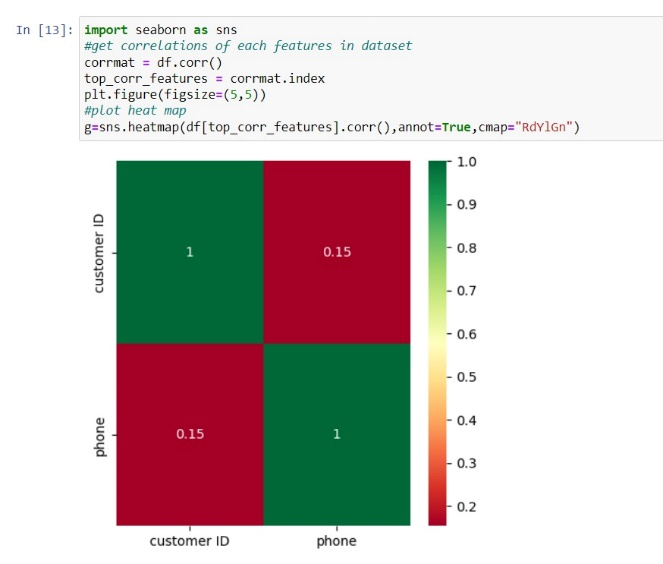 In [13]: import seaborn as sns
#get correlations of each features in dataset
corrmat = df.corr()
top_corr_features = corrmat.index
plt.figure(figsize=(5,5))
#plot heat map
g=sns.heatmap(df[top_corr_features].corr(),annot=True,cmap="RdYlGn")
1.0
0.9
0.8
0.7
0.6
0.5
0.4
0.3
0.2
customer ID
1
0.15
phone
0.15
1
customer ID
phone